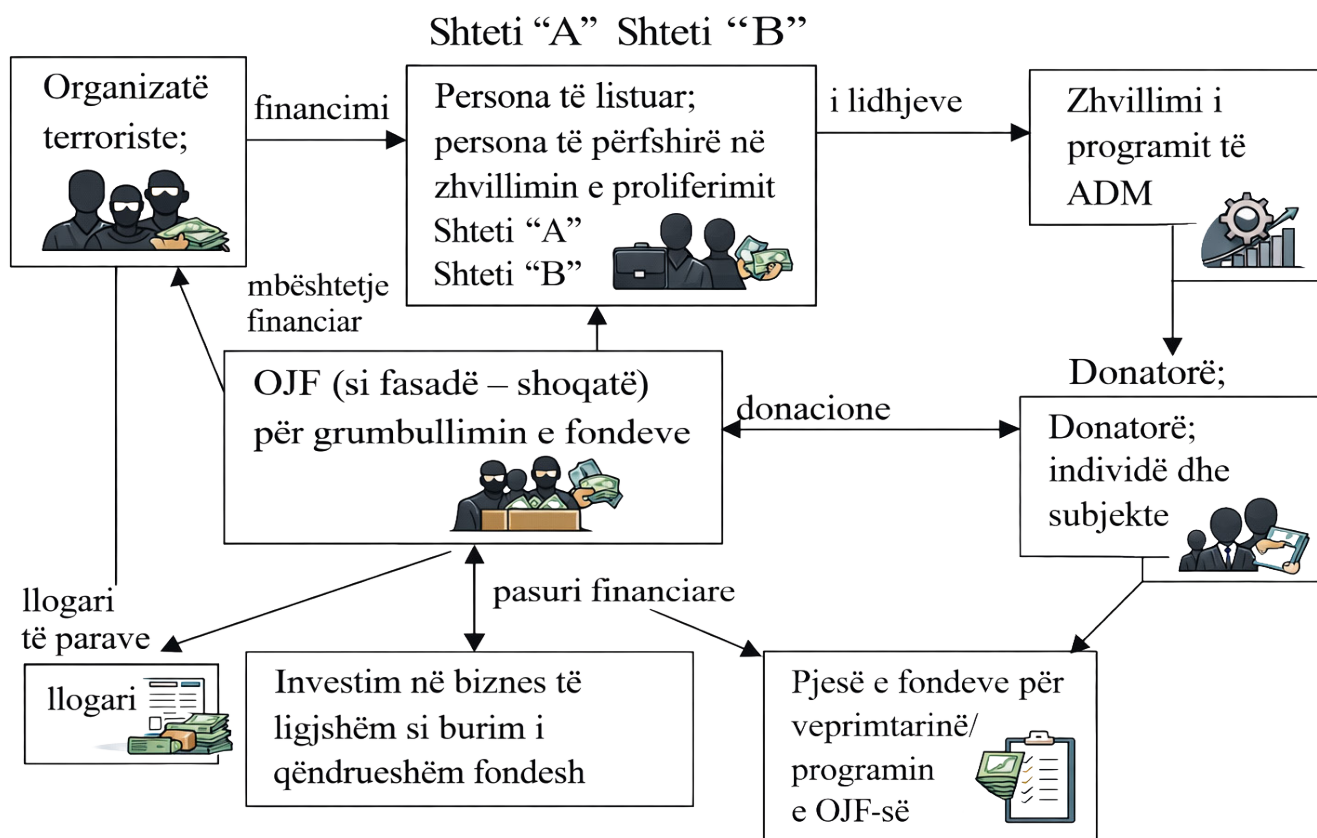 Shteti “A” Shteti “B”
Organizatë
terroriste;
financimi
Persona të listuar;
persona të përfshirë në
zhvillimin e proliferimit
Shteti “A”
Shteti “B”
i lidhjeve
Zhvillimi i
programit të
ADM
mbështetje
financiar
OJF (si fasadë – shoqatë)
për grumbullimin e fondeve
donacione
Donatorë;
Donatorë;
individë dhe
subjekte
llogari
të parave
llogari
pasuri financiare
Investim në biznes të
ligjshëm si burim i
qëndrueshëm fondesh
Pjesë e fondeve për
veprimtarinë/
programin
e OJF-së